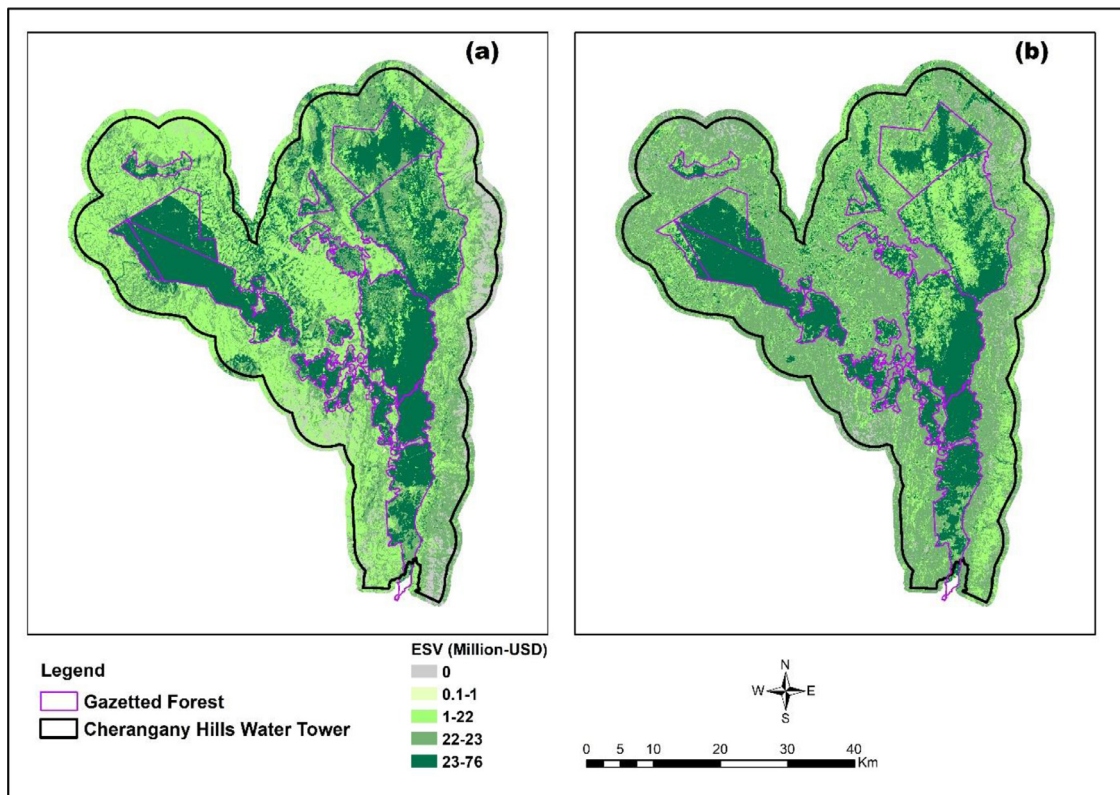 (a)
(b)
Legend
Gazetted Forest
Cherangany Hills Water Tower
ESV (Million-USD)
0
0.1-1
1-22
22-23
23-76
N
W E
S
0 5 10 20 30 40
Km